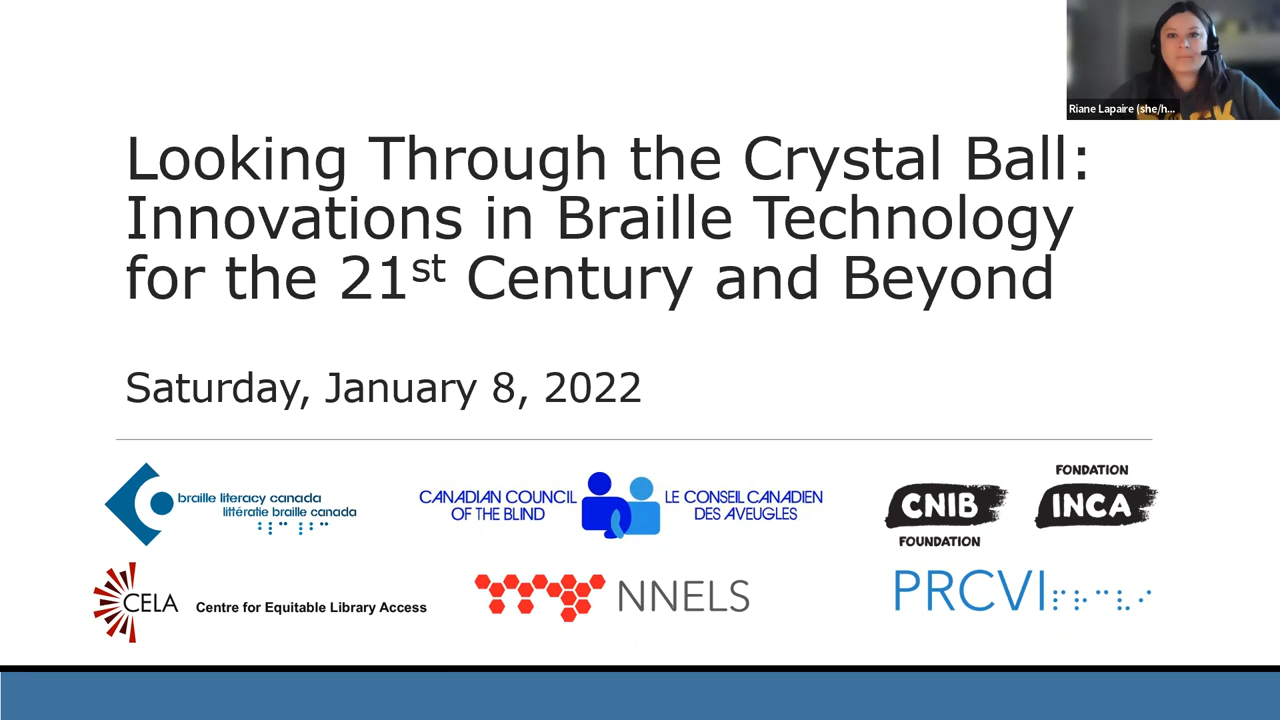 Riane Lapaire (she/h...
Looking Through the Crystal Ball:
Innovations in Braille Technology
for the 21st Century and Beyond
Saturday, January 8, 2022
braille literacy canada
littératie braille canada
⠃⠇⠉ ⠇⠃⠉
CANADIAN COUNCIL
OF THE BLIND
LE CONSEIL CANADIEN
DES AVEUGLES
CNIB
FOUNDATION
FONDATION
INCA
CELA
Centre for Equitable Library Access
NNELS
PRCVI